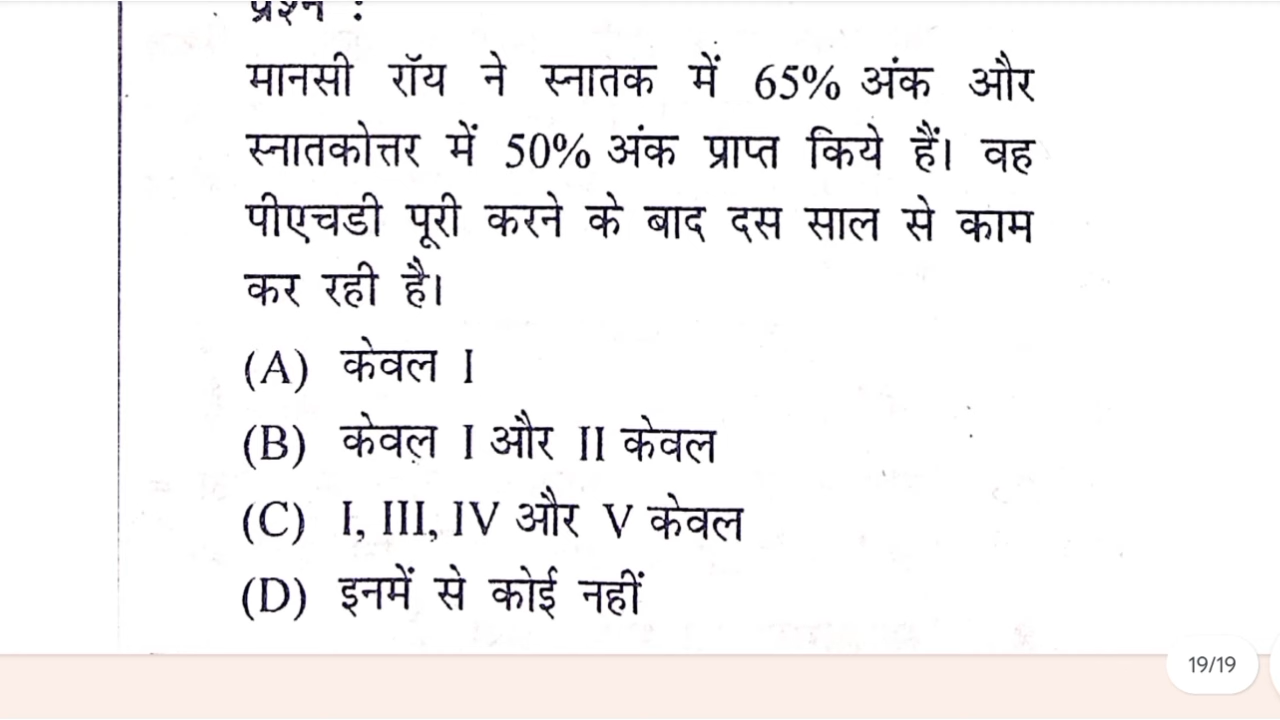 प्रश्न :
मानसी रॉय ने स्नातक में 65% अंक और
स्नातकोत्तर में 50% अंक प्राप्त किये हैं। वह
पीएचडी पूरी करने के बाद दस साल से काम
कर रही है।
(A) केवल I
(B) केवल I और II केवल
(C) I, III, IV और V केवल
(D) इनमें से कोई नहीं
19/19